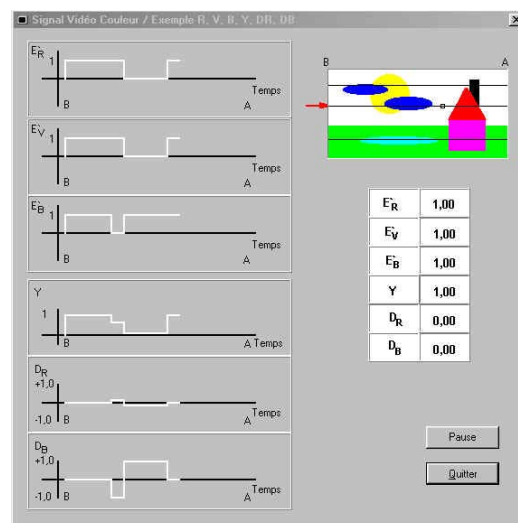 Signal Vidéo Couleur / Exemple R, V, B, Y, DR, DB
E'R
1
B
Temps
A
E'V
1
B
Temps
A
E'B
1
B
Temps
A
Y
1
B
A Temps
DR
+1,0
-1,0
B
Temps
A
DB
+1,0
-1,0
B
Temps
A
B
A
E'R 1,00
E'V 1,00
E'B 1,00
Y 1,00
DR 0,00
DB 0,00
Pause
Quitter